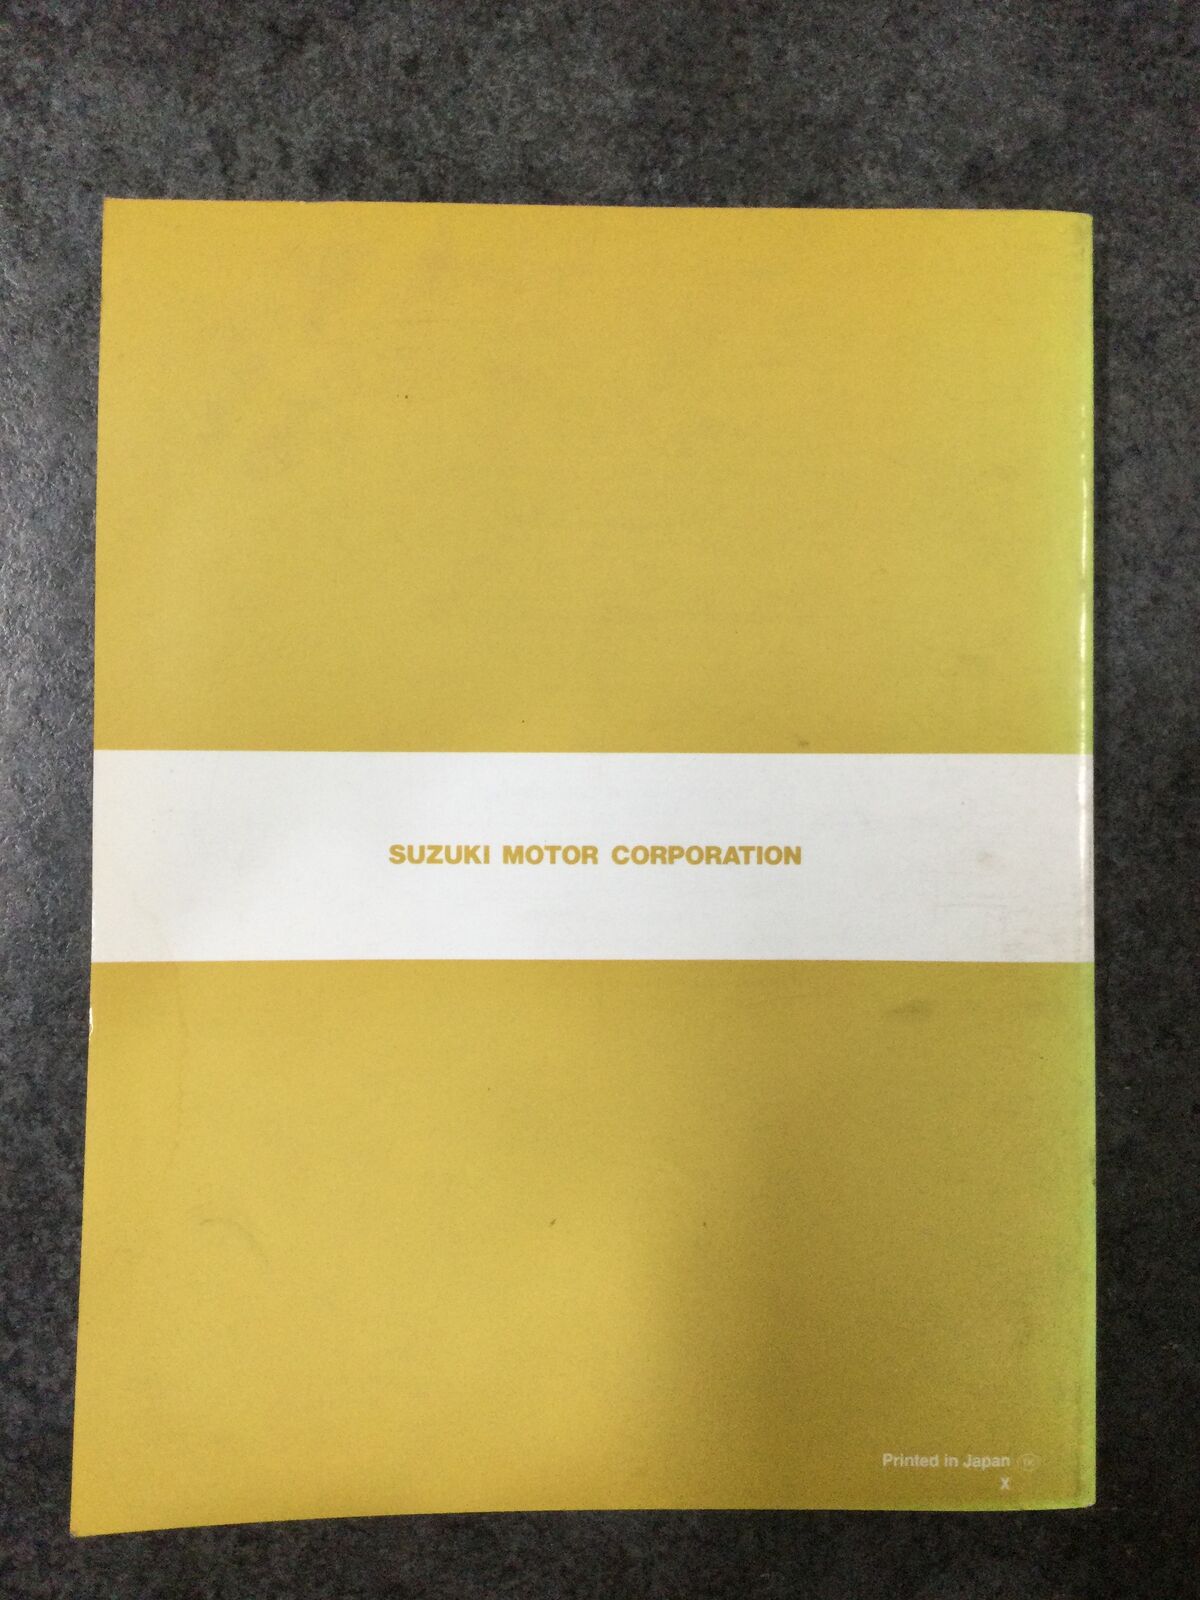 SUZUKI MOTOR CORPORATION
Printed in Japan
X